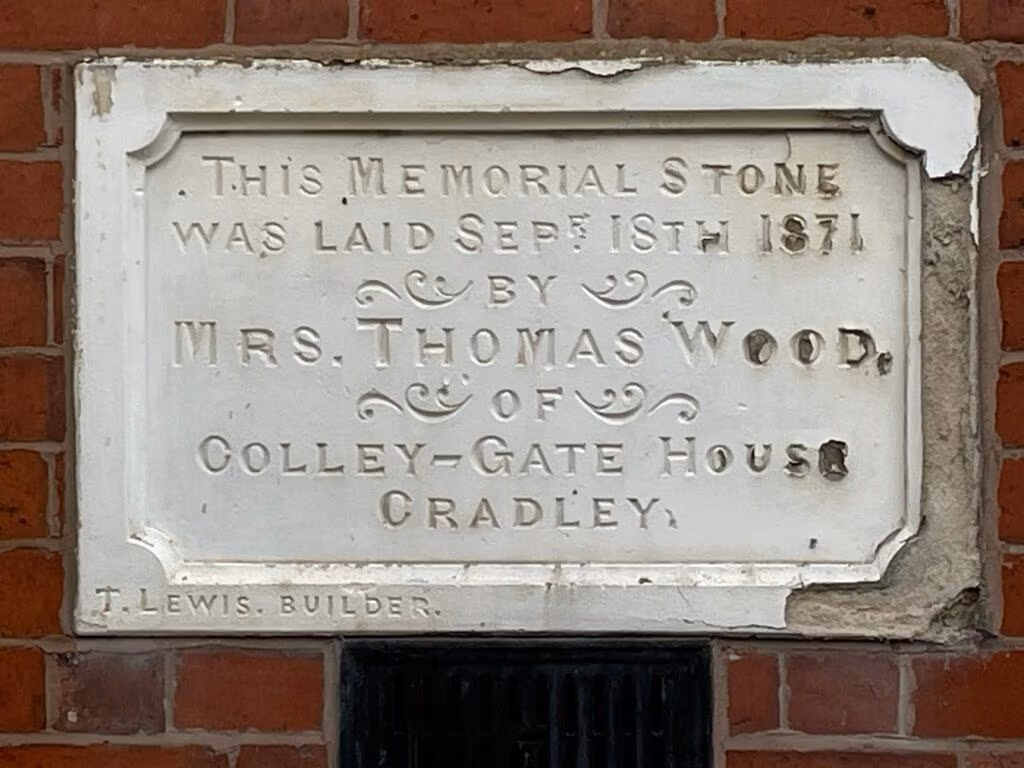 THIS MEMORIAL STONE
WAS LAID SEPT. 18TH 1871
BY
MRS. THOMAS WOOD.
OF
COLLEY-GATE HOUSE
CRADLEY.
T. LEWIS. BUILDER.